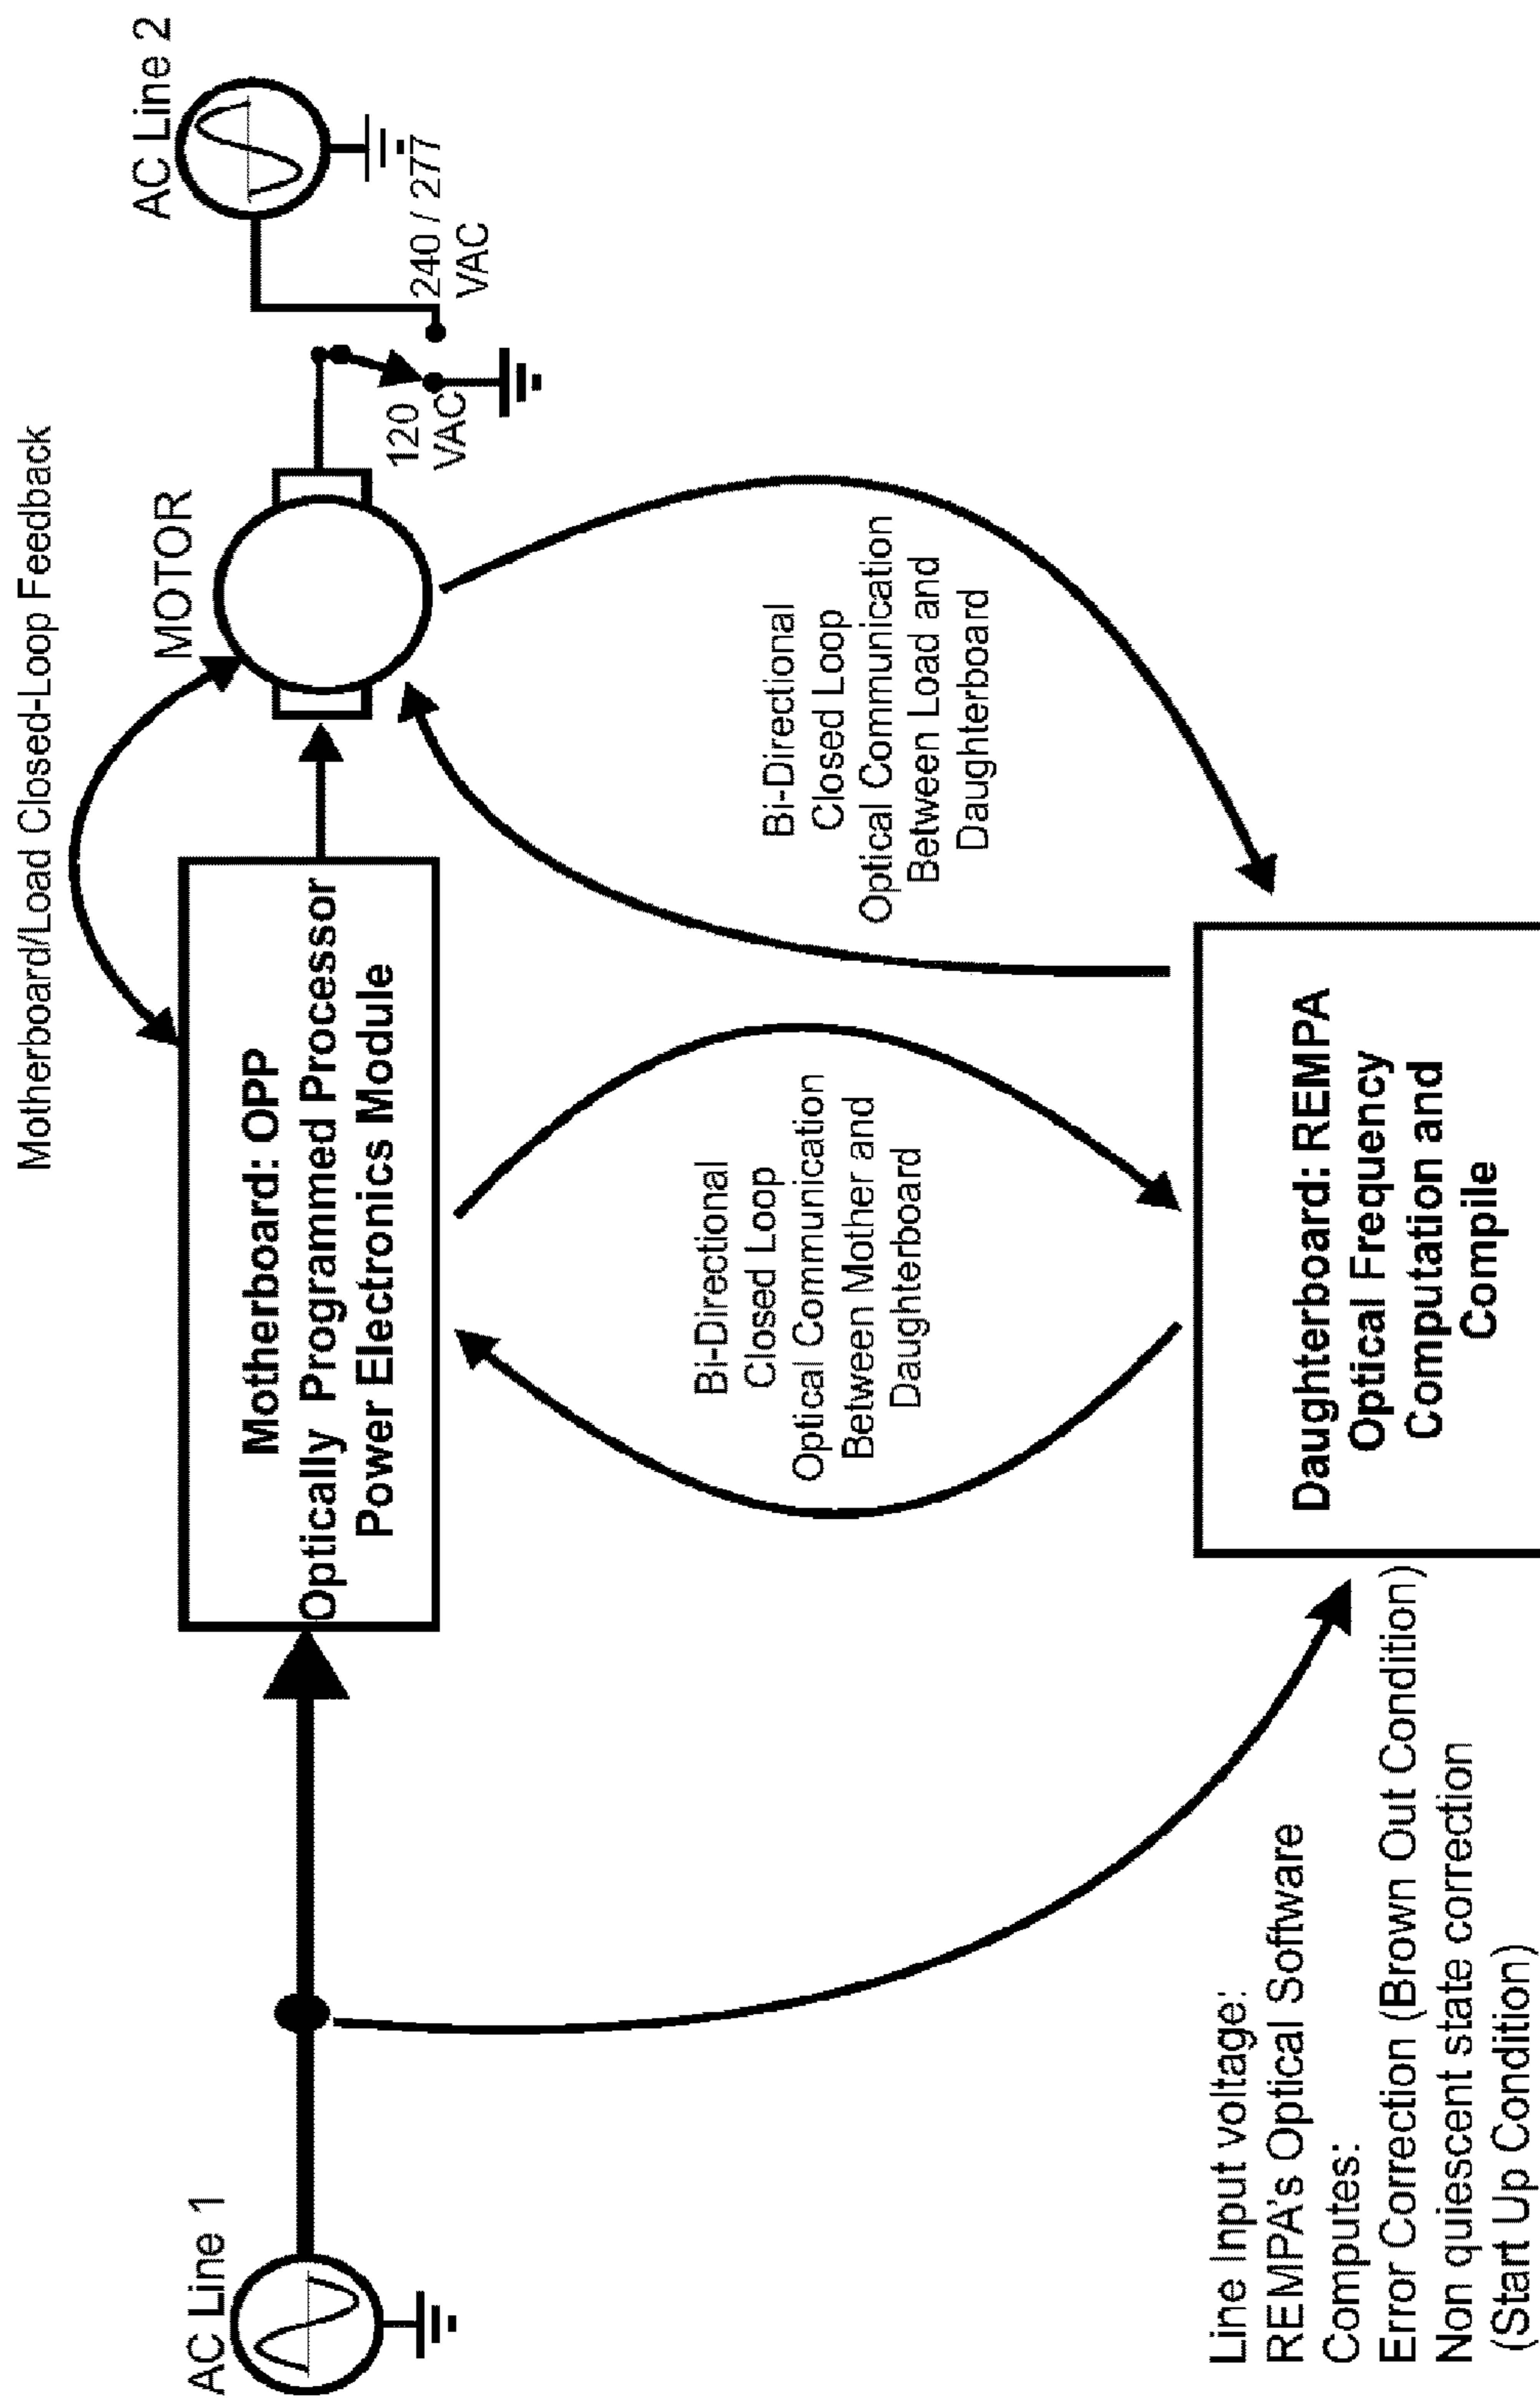 Motherboard/Load Closed-Loop Feedback
AC Line 1
Motherboard: OPP
Optically Programmed Processor
Power Electronics Module
MOTOR
AC Line 2
120
VAC
240 / 277
VAC
Bi-Directional
Closed Loop
Optical Communication
Between Mother and
Daughterboard
Bi-Directional
Closed Loop
Optical Communication
Between Load and
Daughterboard
Line Input voltage:
REMPA's Optical Software
Computes:
Error Correction (Brown Out Condition)
Non quiescent state correction
(Start Up Condition)
Daughterboard: REMPA
Optical Frequency
Computation and
Compile